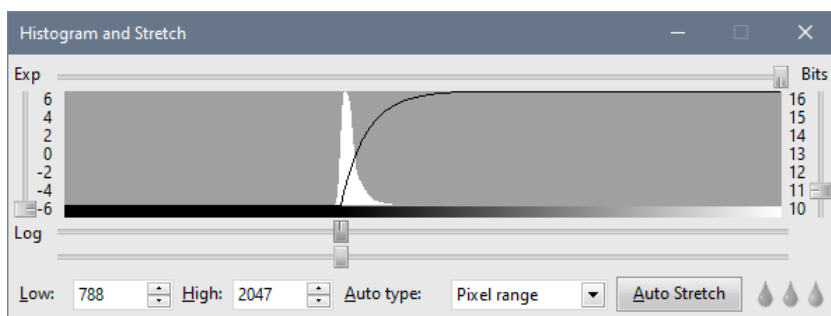 Histogram and Stretch
Exp Bits
6 16
4 15
2 14
0 13
-2 12
-4 11
-6 10
Log
Low: 788 High: 2047 Auto type: Pixel range Auto Stretch